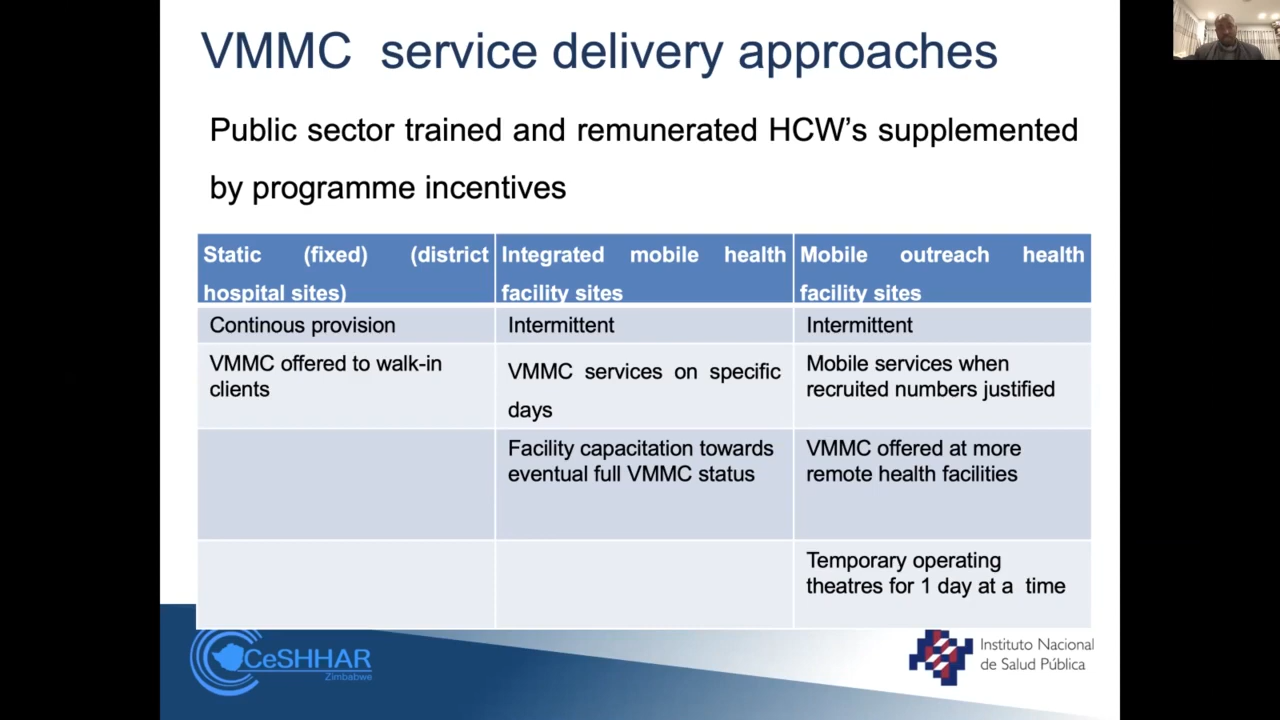 VMMC service delivery approaches
Public sector trained and remunerated HCW’s supplemented
by programme incentives
Static (fixed) (district
hospital sites)
Integrated mobile health
facility sites
Mobile outreach health
facility sites
Continous provision
Intermittent
Intermittent
VMMC offered to walk-in
clients
VMMC services on specific
days
Mobile services when
recruited numbers justified
Facility capacitation towards
eventual full VMMC status
VMMC offered at more
remote health facilities
Temporary operating
theatres for 1 day at a time
CeSHHAR
Zimbabwe
Instituto Nacional
de Salud Pública